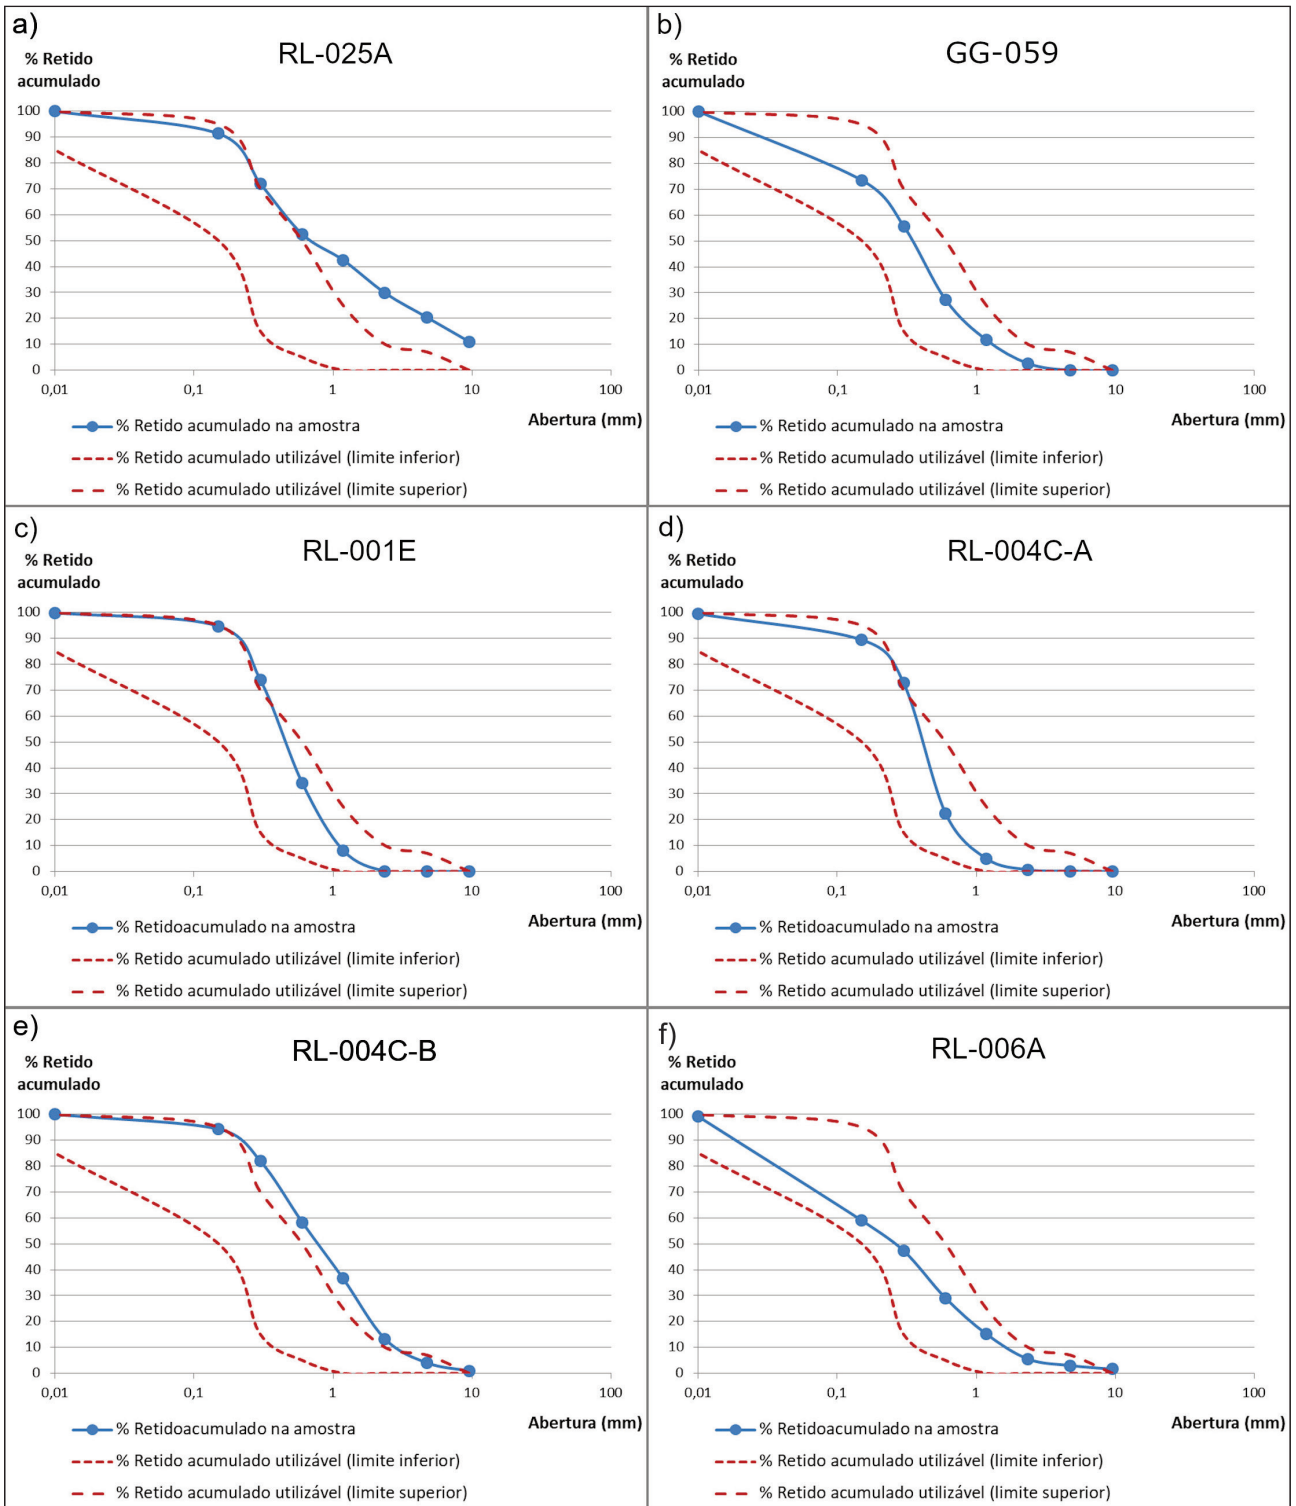 a)
RL-025A
% Retido
acumulado
100
90
80
70
60
50
40
30
20
10
0
0,01
0,1
1
10
100
Abertura (mm)
% Retido acumulado na amostra
% Retido acumulado utilizável (limite inferior)
% Retido acumulado utilizável (limite superior)
b)
GG-059
% Retido
acumulado
100
90
80
70
60
50
40
30
20
10
0
0,01
0,1
1
10
100
Abertura (mm)
% Retido acumulado na amostra
% Retido acumulado utilizável (limite inferior)
% Retido acumulado utilizável (limite superior)
c)
RL-001E
% Retido
acumulado
100
90
80
70
60
50
40
30
20
10
0
0,01
0,1
1
10
100
Abertura (mm)
% Retidoacumulado na amostra
% Retido acumulado utilizável (limite inferior)
% Retido acumulado utilizável (limite superior)
d)
RL-004C-A
% Retido
acumulado
100
90
80
70
60
50
40
30
20
10
0
0,01
0,1
1
10
100
Abertura (mm)
% Retidoacumulado na amostra
% Retido acumulado utilizável (limite inferior)
% Retido acumulado utilizável (limite superior)
e)
RL-004C-B
% Retido
acumulado
100
90
80
70
60
50
40
30
20
10
0
0,01
0,1
1
10
100
Abertura (mm)
% Retidoacumulado na amostra
% Retido acumulado utilizável (limite inferior)
% Retido acumulado utilizável (limite superior)
f)
RL-006A
% Retido
acumulado
100
90
80
70
60
50
40
30
20
10
0
0,01
0,1
1
10
100
Abertura (mm)
% Retidoacumulado na amostra
% Retido acumulado utilizável (limite inferior)
% Retido acumulado utilizável (limite superior)